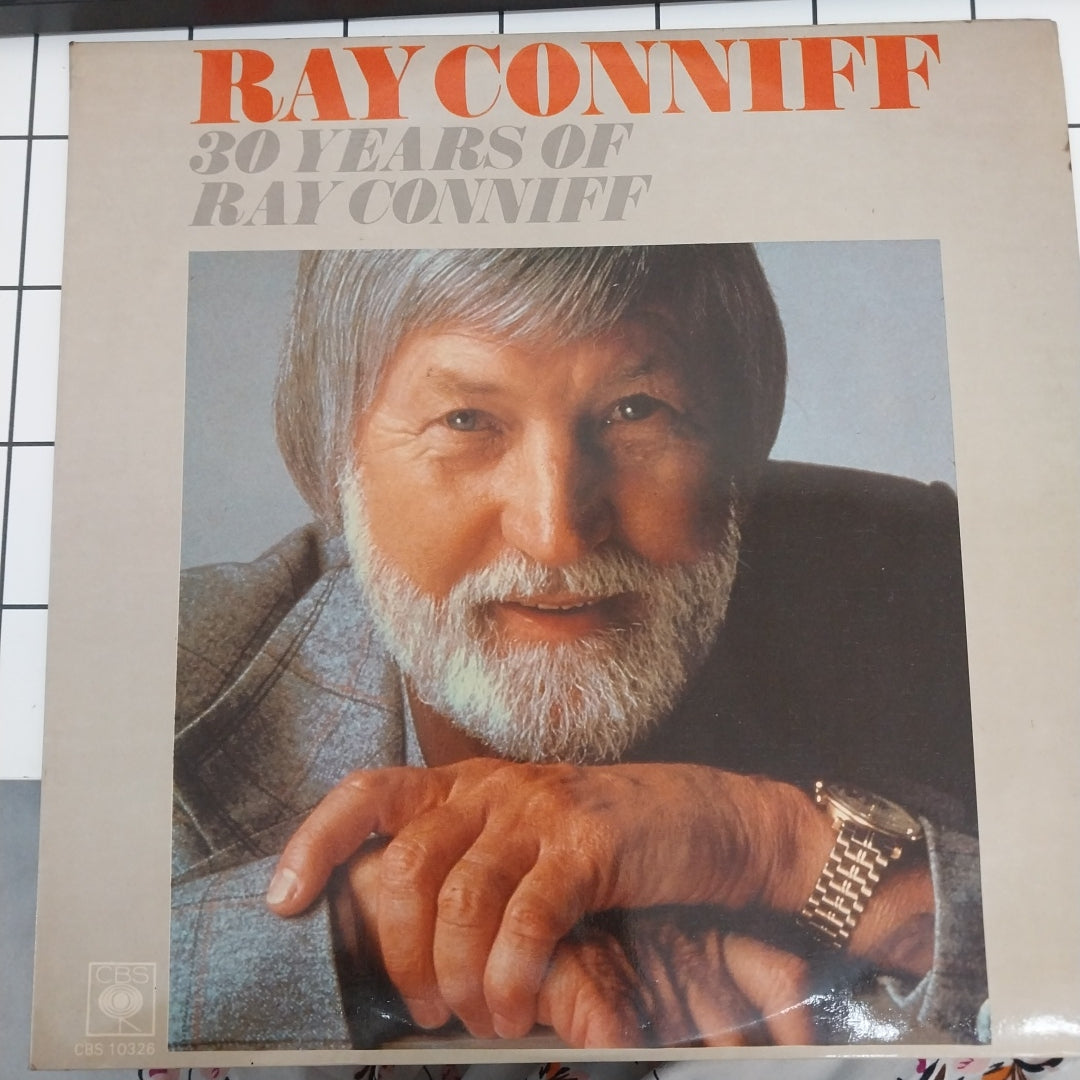 RAY CONNIFF
30 YEARS OF
RAY CONNIFF
CBS
CBS 10326